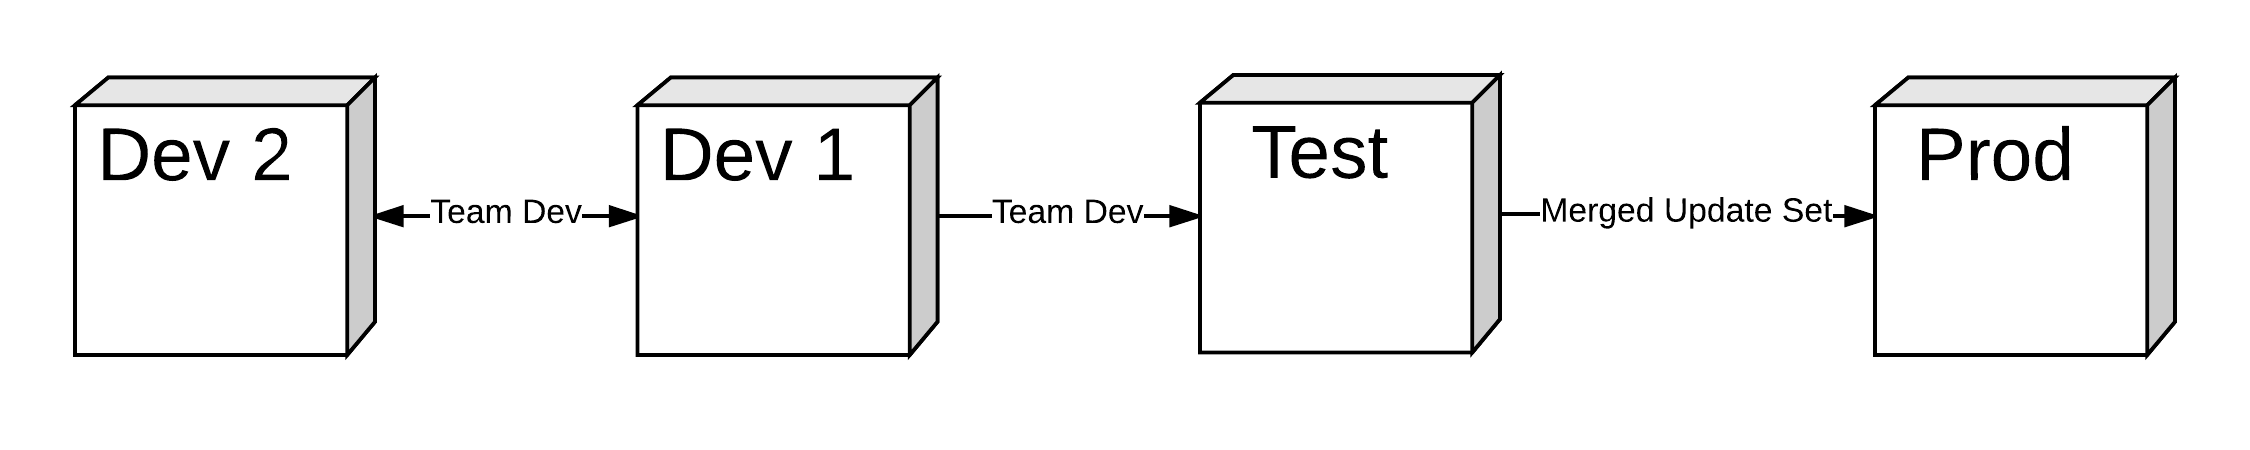 Dev 2
Team Dev
Dev 1
Team Dev
Test
Merged Update Set
Prod